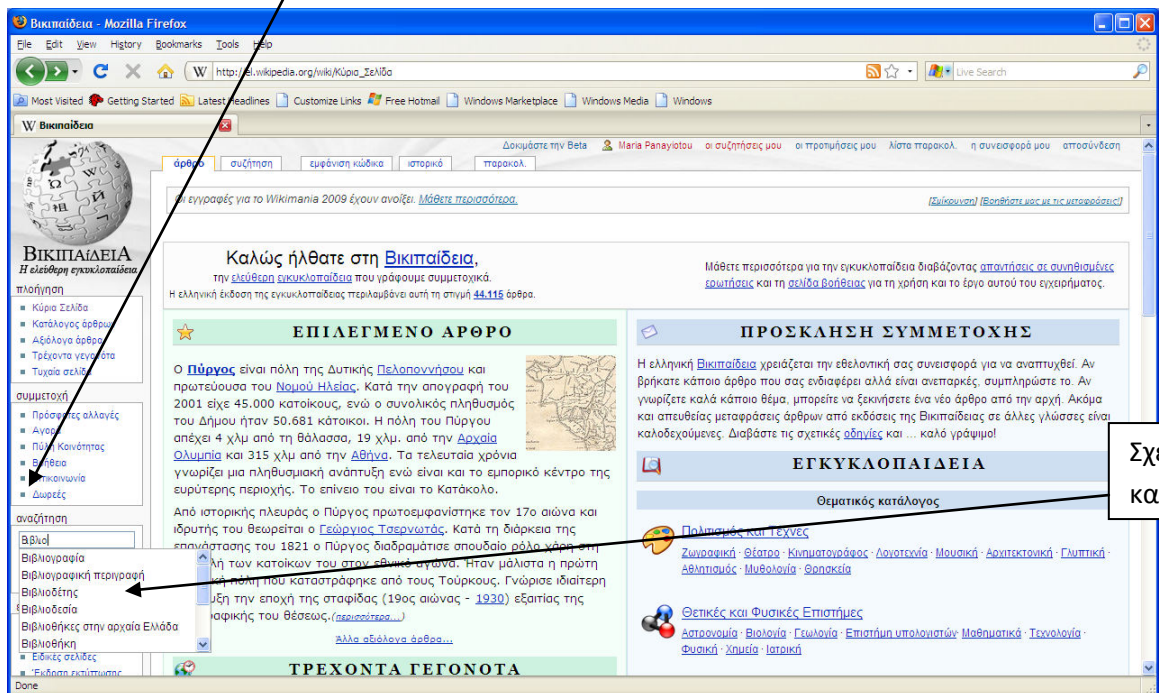 Βικιπαίδεια - Mozilla Firefox
File Edit View History Bookmarks Tools Help
W http://el.wikipedia.org/wiki/Κύρια_Σελίδα
Live Search
Most Visited Getting Started Latest Headlines Customize Links Free Hotmail Windows Marketplace Windows Media Windows
W Βικιπαίδεια
Δοκιμάστε την Beta Maria Panayiotou οι συζητήσεις μου οι προτιμήσεις μου λίστα παρακολ. η συνεισφορά μου αποσύνδεση
άρθρο συζήτηση εμφάνιση κώδικα ιστορικό παρακολ.
Οι εγγραφές για το Wikimania 2009 έχουν ανοίξει. Μάθετε περισσότερα.
[Σμίκρυνση] [Βοηθήστε μας με τις μεταφράσεις!]
ΒΙΚΙΠΑίΔΕΙΑ
Η ελεύθερη εγκυκλοπαίδεια
πλοήγηση
Κύρια Σελίδα
Κατάλογος άρθρων
Αξιόλογα άρθρα
Τρέχοντα γεγονότα
Τυχαία σελίδα
συμμετοχή
Πρόσφατες αλλαγές
Αγορά
Πύλη Κοινότητας
Βοήθεια
Επικοινωνία
Δωρεές
αναζήτηση
Βιβλιο
Βιβλιογραφία
Βιβλιογραφική περιγραφή
Βιβλιοδέτης
Βιβλιοδεσία
Βιβλιοθήκες στην αρχαία Ελλάδα
Βιβλιοθήκη
Ειδικές σελίδες
Έκδοση εκτύπωσης
Καλώς ήλθατε στη Βικιπαίδεια,
την ελεύθερη εγκυκλοπαίδεια που γράφουμε συμμετοχικά.
Η ελληνική έκδοση της εγκυκλοπαίδειας περιλαμβάνει αυτή τη στιγμή 44.115 άρθρα.
Μάθετε περισσότερα για την εγκυκλοπαίδεια διαβάζοντας απαντήσεις σε συνηθισμένες
ερωτήσεις και τη σελίδα βοήθειας για τη χρήση και το έργο αυτού του εγχειρήματος.
ΕΠΙΛΕΓΜΕΝΟ ΑΡΘΡΟ
Ο Πύργος είναι πόλη της Δυτικής Πελοποννήσου και
πρωτεύουσα του Νομού Ηλείας. Κατά την απογραφή του
2001 είχε 45.000 κατοίκους, ενώ ο συνολικός πληθυσμός
του Δήμου ήταν 50.681 κάτοικοι. Η πόλη του Πύργου
απέχει 4 χλμ από τη θάλασσα, 19 χλμ. από την Αρχαία
Ολυμπία και 315 χλμ από την Αθήνα. Τα τελευταία χρόνια
γνωρίζει μια πληθυσμιακή ανάπτυξη ενώ είναι και το εμπορικό κέντρο της
ευρύτερης περιοχής. Το επίνειο του είναι το Κατάκολο.
Από ιστορικής πλευράς ο Πύργος πρωτοεμφανίστηκε τον 17ο αιώνα και
ιδρυτής του θεωρείται ο Γεώργιος Τσερνωτάς. Κατά τη διάρκεια της
επανάστασης του 1821 ο Πύργος διαδραμάτισε σπουδαίο ρόλο χάρη στη
λή των κατοίκων του στον εθνικό αγώνα. Ήταν μάλιστα η πρώτη
κή πόλη που καταστράφηκε από τους Τούρκους. Γνώρισε ιδιαίτερη
υξη την εποχή της σταφίδας (19ος αιώνας - 1930) εξαιτίας της
ραφικής του θέσεως.(περισσότερα...)
Άλλα αξιόλογα άρθρα...
ΤΡΕΧΟΝΤΑ ΓΕΓΟΝΟΤΑ
ΠΡΟΣΚΛΗΣΗ ΣΥΜΜΕΤΟΧΗΣ
Η ελληνική Βικιπαίδεια χρειάζεται την εθελοντική σας συνεισφορά για να αναπτυχθεί. Αν
βρήκατε κάποιο άρθρο που σας ενδιαφέρει αλλά είναι ανεπαρκές, συμπληρώστε το. Αν
γνωρίζετε καλά κάποιο θέμα, μπορείτε να ξεκινήσετε ένα νέο άρθρο από την αρχή. Ακόμα
και απευθείας μεταφράσεις άρθρων από εκδόσεις της Βικιπαίδειας σε άλλες γλώσσες είναι
καλοδεχούμενες. Διαβάστε τις σχετικές οδηγίες και ... καλό γράψιμο!
ΕΓΚΥΚΛΟΠΑΙΔΕΙΑ
Θεματικός κατάλογος
Πολιτισμός και Τέχνες
Ζωγραφική · Θέατρο · Κινηματογράφος · Λογοτεχνία · Μουσική · Αρχιτεκτονική · Γλυπτική ·
Αθλητισμός · Μυθολογία · Θρησκεία
Θετικές και Φυσικές Επιστήμες
Αστρονομία · Βιολογία · Γεωλογία · Επιστήμη υπολογιστών · Μαθηματικά · Τεχνολογία ·
Φυσική · Χημεία · Ιατρική
Σχε
κα
Done